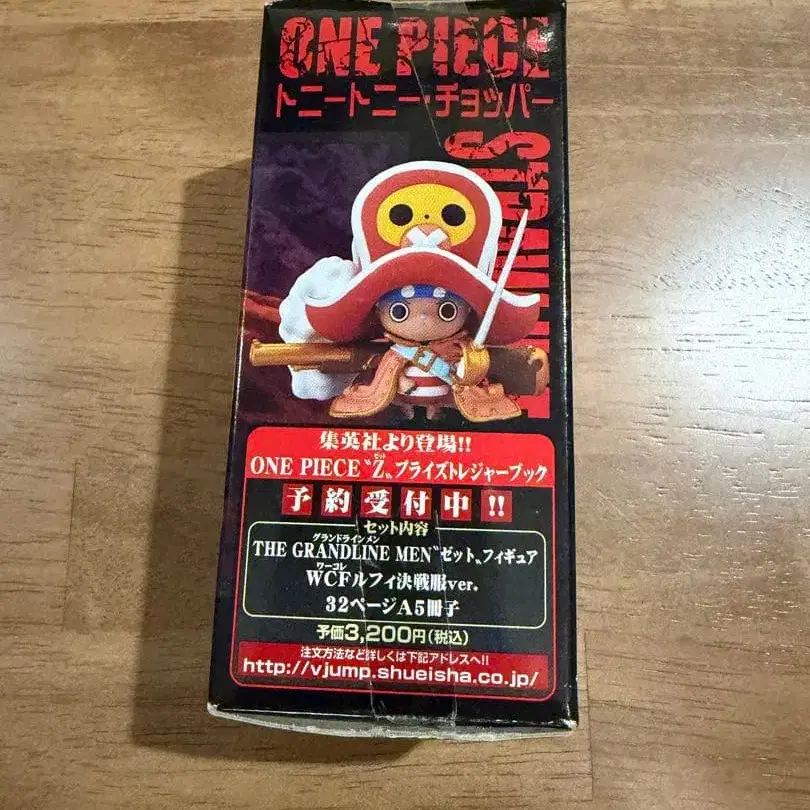 ONE PIECE
トニートニー・チョッパー
集英社より登場!!
ONE PIECE〝Z〟プライズトレジャーブック
ゼット
予約受付中!!
セット内容
グランドラインメン
THE GRANDLINE MEN〝ゼット〟フィギュア
ワーコレ
WCFルフィ決戦服ver.
32ページA5冊子
予価3,200円(税込)
注文方法など詳しくは下記アドレスへ!!
http://vjump.shueisha.co.jp/